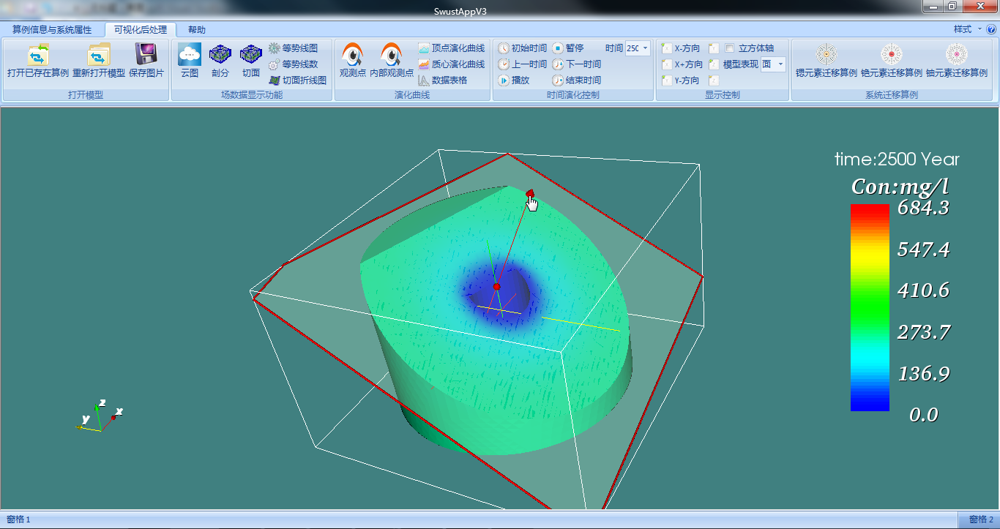 SwustAppV3
算例信息与系统属性 可视化后处理 帮助 样式
打开已存在算例 重新打开模型 保存图片
打开模型
云图 剖分 切面
等势线图
等势线数
切面折线图
场数据显示功能
观测点 内部观测点
顶点演化曲线
质心演化曲线
数据表格
演化曲线
初始时间 暂停 时间 250
上一时间 下一时间
播放 结束时间
时间演化控制
X-方向 立方体轴
X+方向 模型表现 面
Y-方向
显示控制
锶元素迁移算例 铯元素迁移算例 铀元素迁移算例
系统迁移算例
time:2500 Year
Con:mg/l
684.3
547.4
410.6
273.7
136.9
0.0
z
x
y
窗格 1 窗格 2